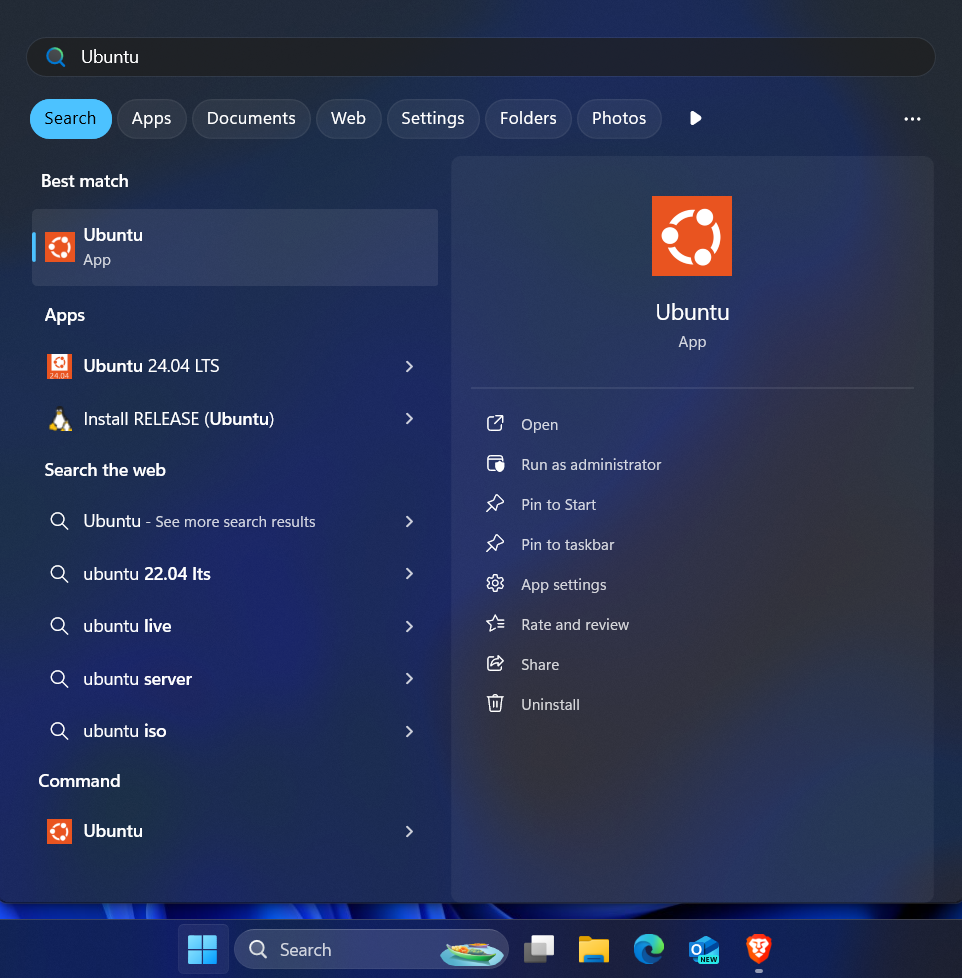 Ubuntu
Search Apps Documents Web Settings Folders Photos
Best match
Ubuntu
App
Apps
Ubuntu 24.04 LTS
24.04
Install RELEASE (Ubuntu)
Search the web
Ubuntu - See more search results
ubuntu 22.04 lts
ubuntu live
ubuntu server
ubuntu iso
Command
Ubuntu
Ubuntu
App
Open
Run as administrator
Pin to Start
Pin to taskbar
App settings
Rate and review
Share
Uninstall
Search
O
NEW